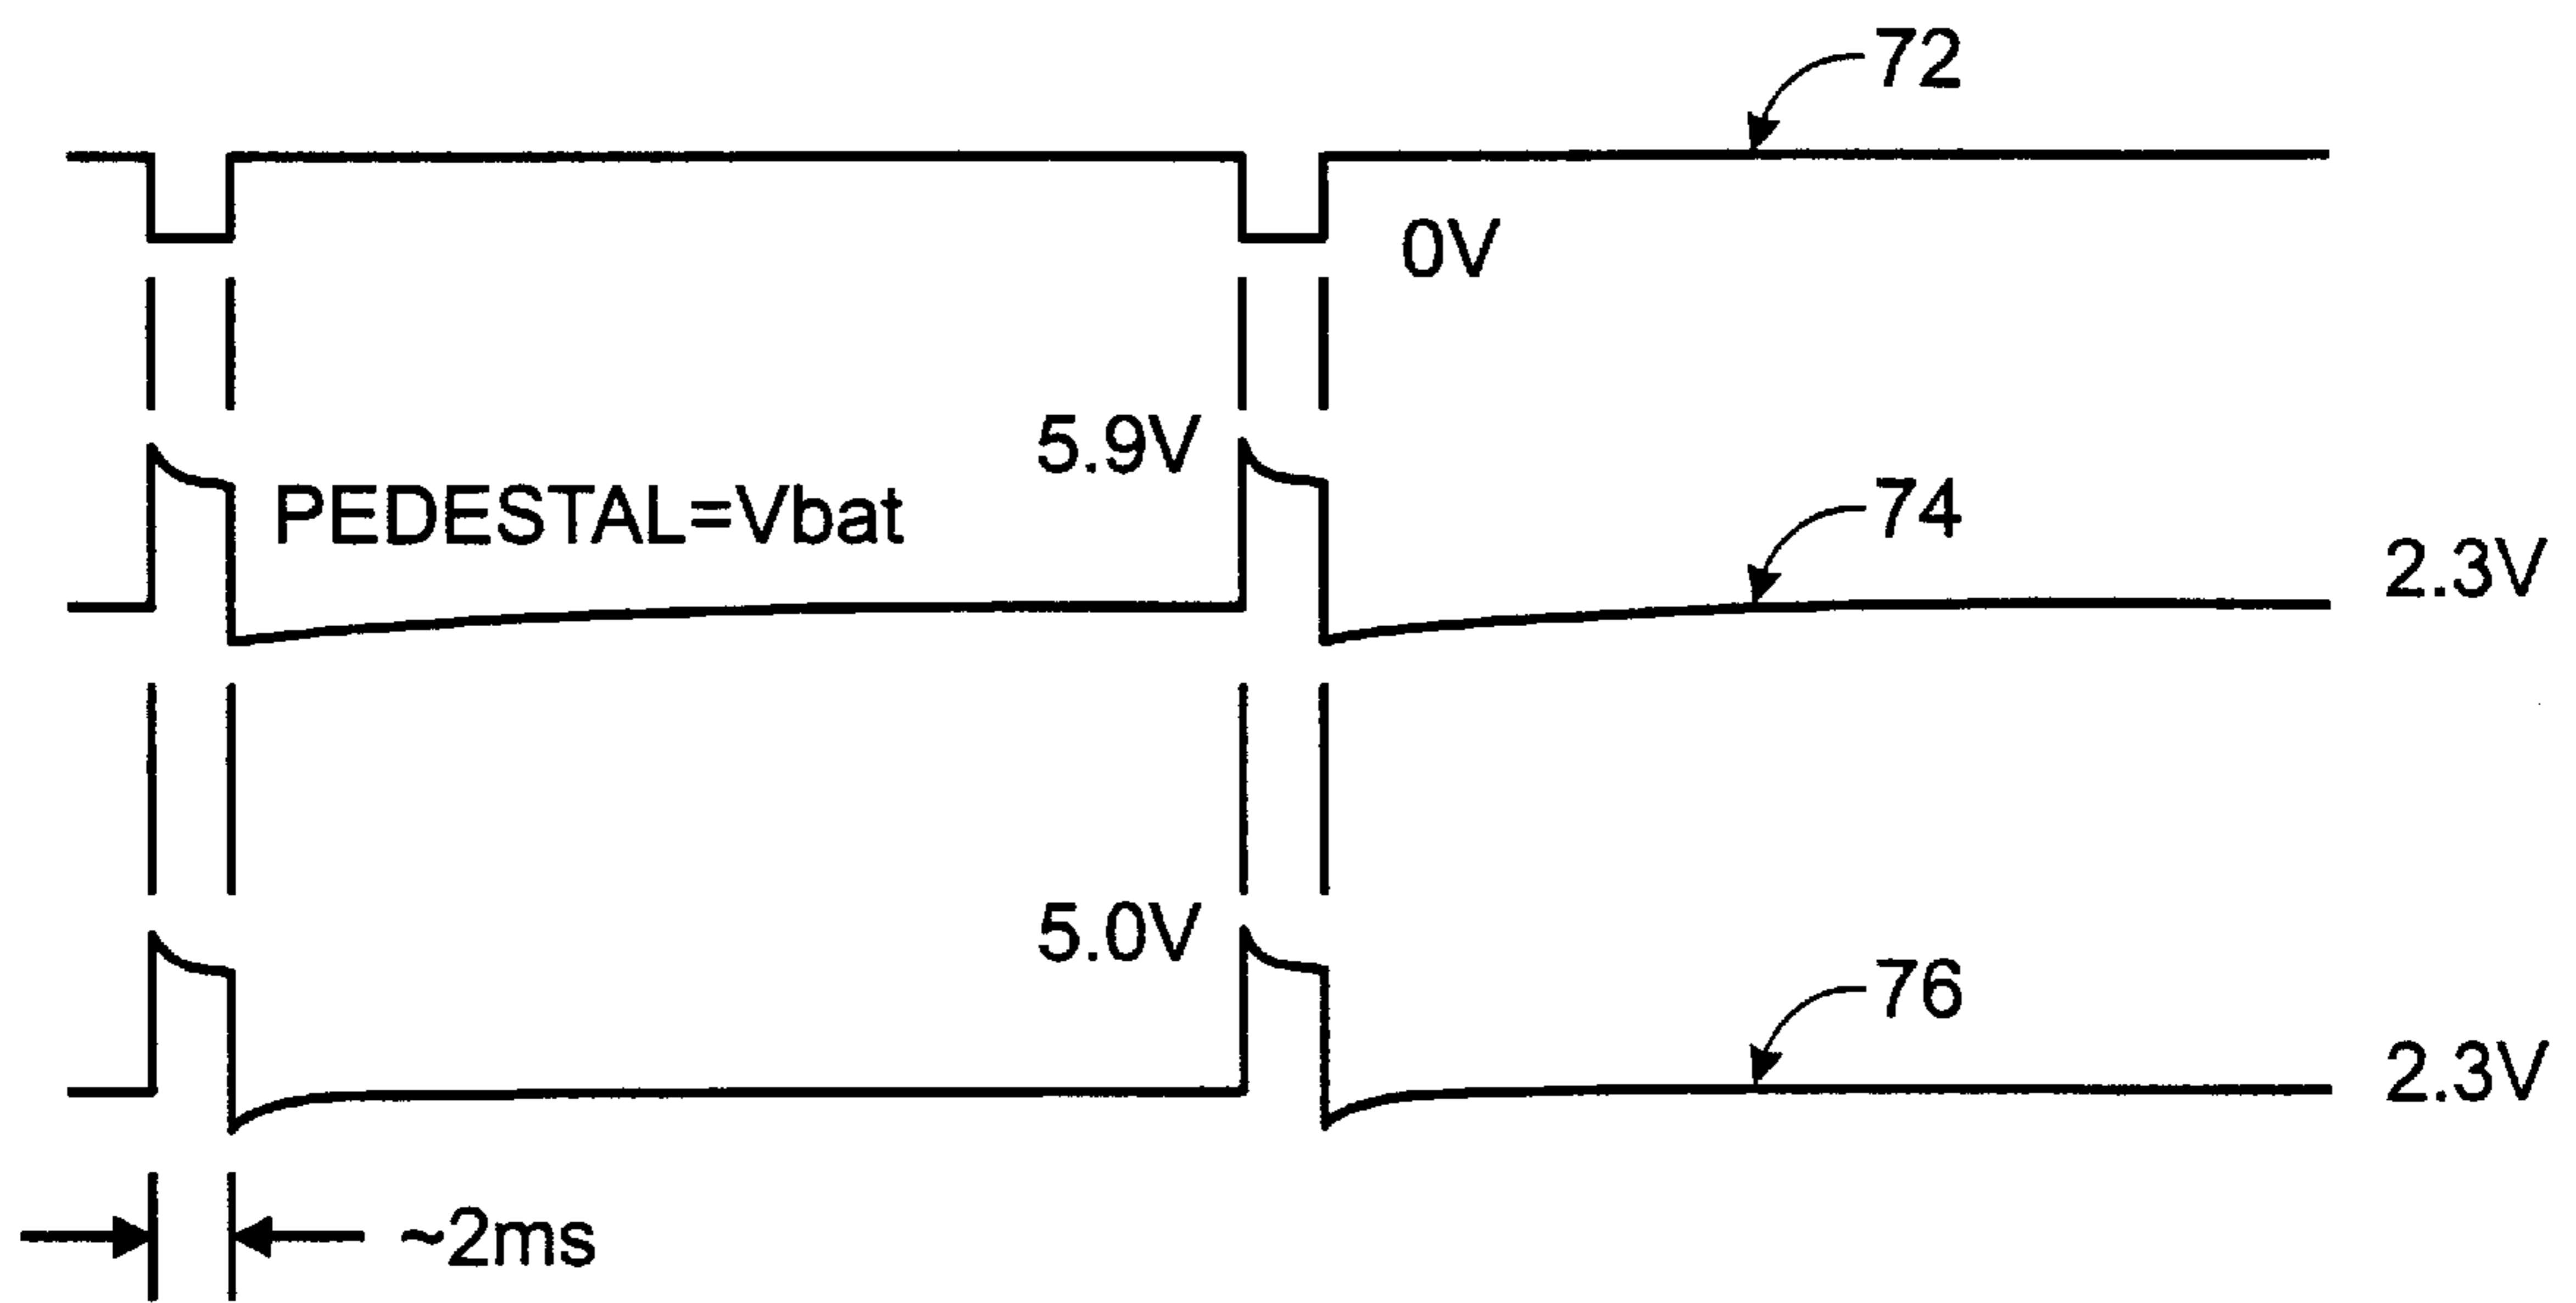 72
0V
5.9V
PEDESTAL=Vbat
74
2.3V
5.0V
76
2.3V
~2ms